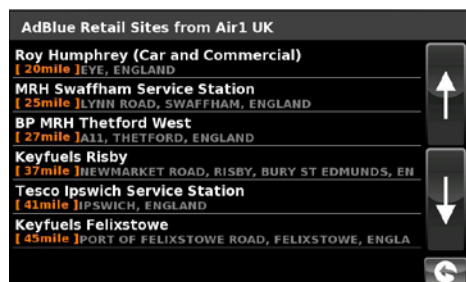 AdBlue Retail Sites from Air1 UK
Roy Humphrey (Car and Commercial)
[ 20mile ]EYE, ENGLAND
MRH Swaffham Service Station
[ 25mile ]LYNN ROAD, SWAFFHAM, ENGLAND
BP MRH Thetford West
[ 27mile ]A11, THETFORD, ENGLAND
Keyfuels Risby
[ 37mile ]NEWMARKET ROAD, RISBY, BURY ST EDMUNDS, EN
Tesco Ipswich Service Station
[ 41mile ]IPSWICH, ENGLAND
Keyfuels Felixstowe
[ 45mile ]PORT OF FELIXSTOWE ROAD, FELIXSTOWE, ENGLA